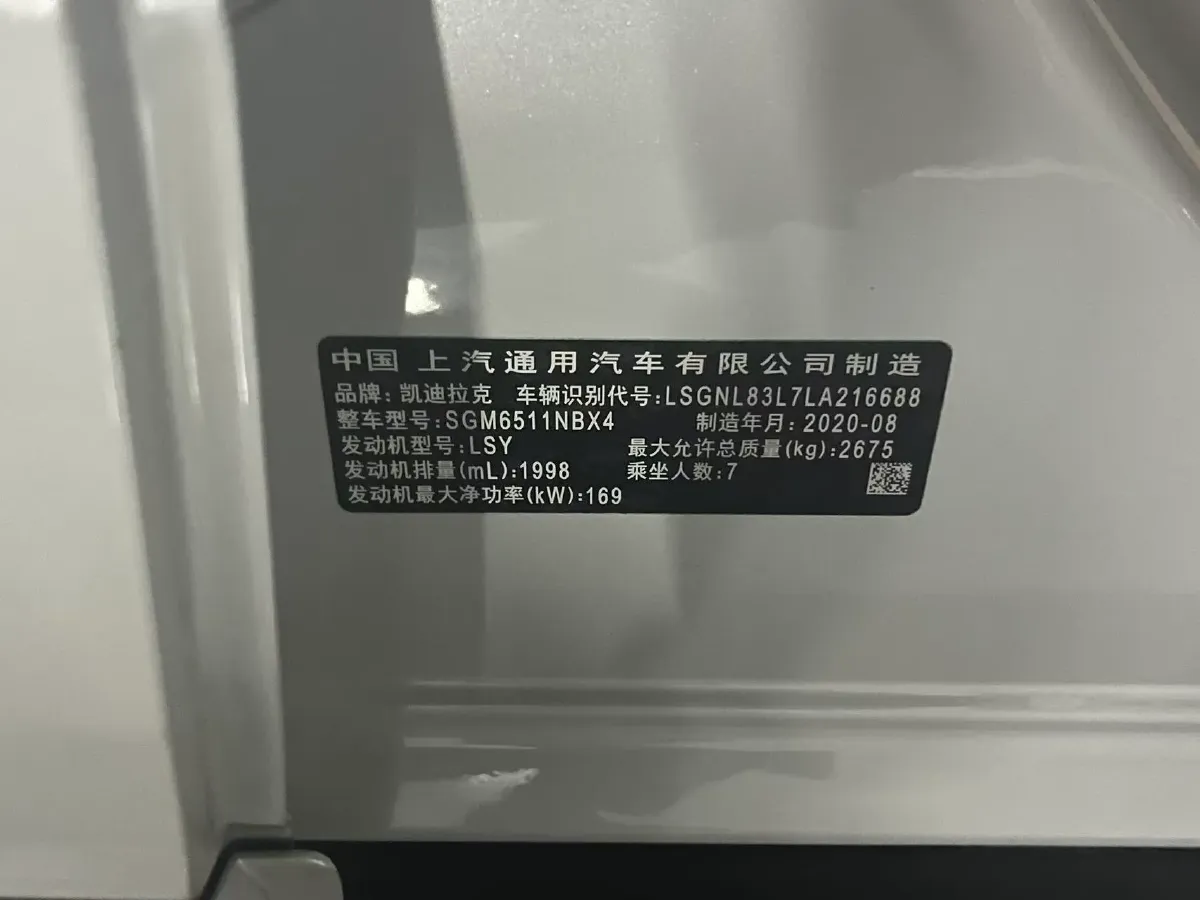 中国 上汽通用汽车有限公司制造
品牌: 凯迪拉克 车辆识别代号:LSGNL83L7LA216688
整车型号:SGM6511NBX4 制造年月: 2020-08
发动机型号:LSY 最大允许总质量(kg):2675
发动机排量(mL):1998 乘坐人数:7
发动机最大净功率(kW):169